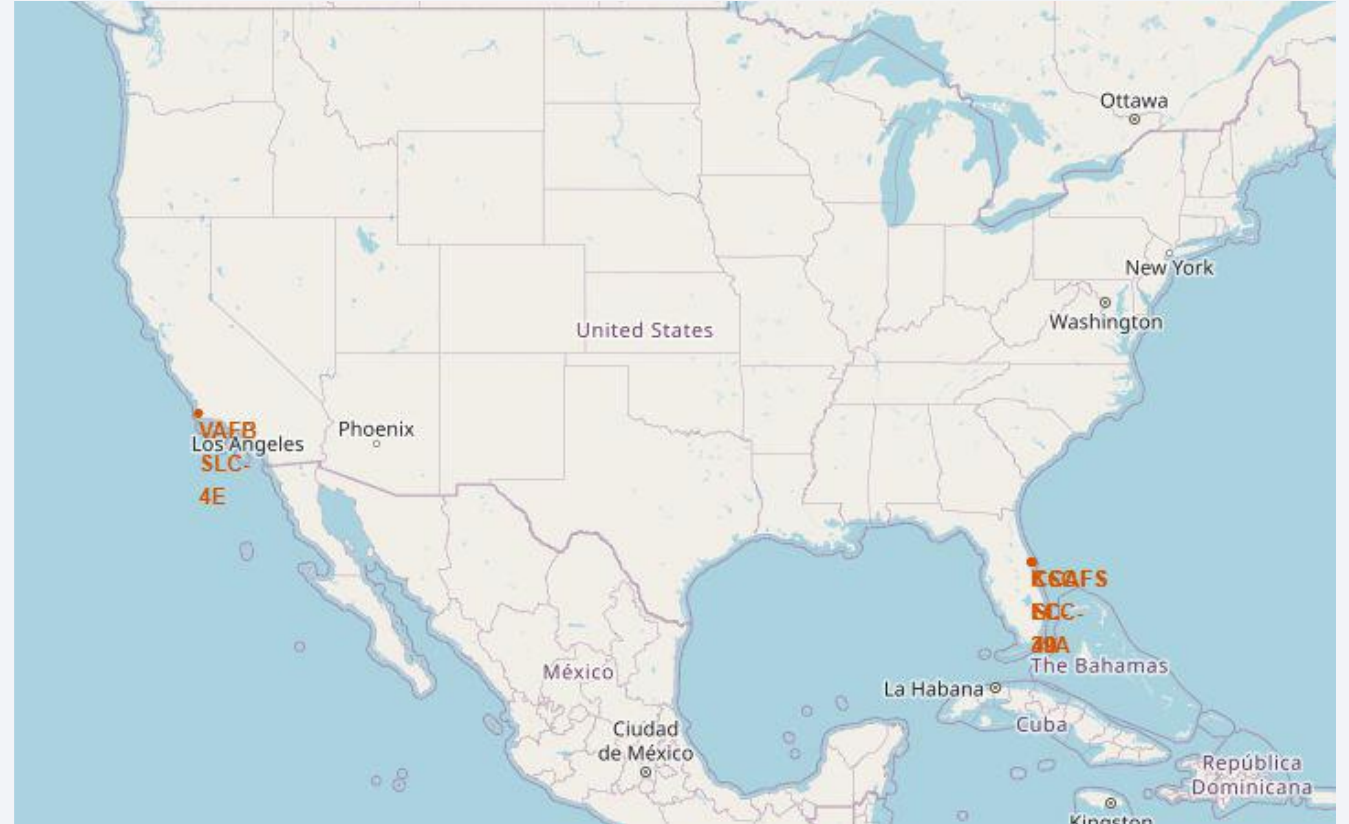 Ottawa
New York
Washington
United States
Phoenix
VAFB
Los Angeles
SLC-
4E
The Bahamas
México
La Habana
Cuba
Ciudad
de México
República
Dominicana